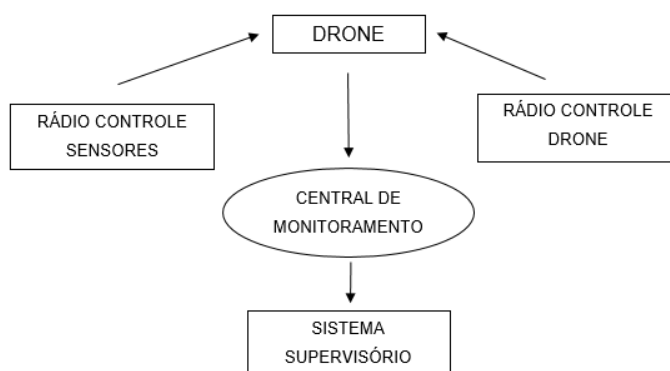 DRONE
RÁDIO CONTROLE
SENSORES
RÁDIO CONTROLE
DRONE
CENTRAL DE
MONITORAMENTO
SISTEMA
SUPERVISÓRIO